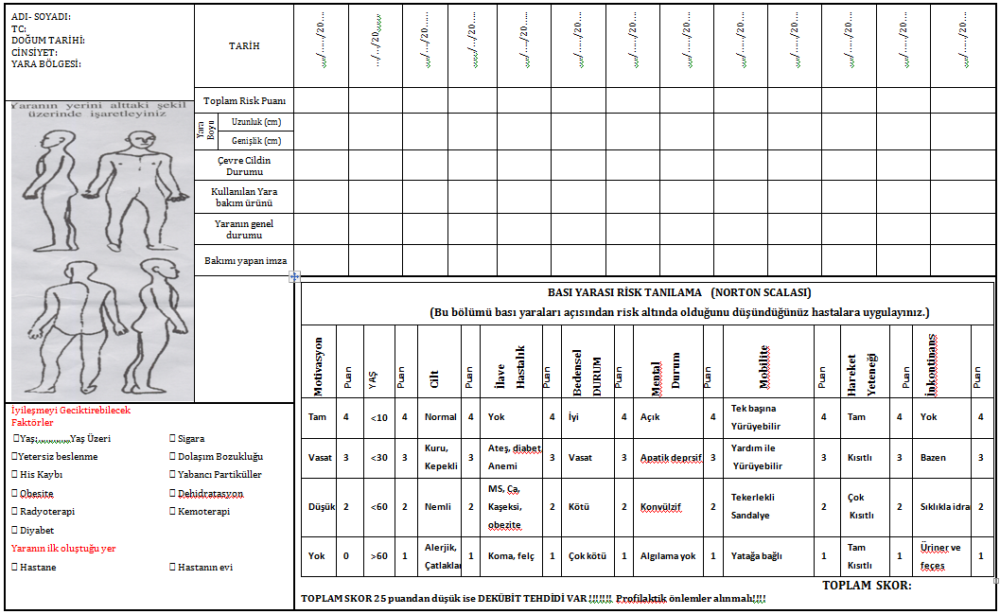 ADI- SOYADI:
TC:
DOĞUM TARİHİ:
CİNSİYET:
YARA BÖLGESİ:
TARİH
…/……/20….
…/…/20……
…/…/20……
……/…/20….
…/……/20….
…/……/20….
…/……/20….
…/……/20….
…/……/20….
…/……/20….
…/……/20….
…/……/20….
Toplam Risk Puanı
Yara Boyu
Uzunluk (cm)
Genişlik (cm)
Çevre Cildin
Durumu
Kullanılan Yara
bakım ürünü
Yaranın genel
durumu
Bakımı yapan imza
Yaranın yerini alttaki şekil
üzerinde işaretleyiniz
İyileşmeyi Geciktirebilecek
Faktörler
☐Yaş:…………Yaş Üzeri ☐ Sigara
☐Yetersiz beslenme ☐ Dolaşım Bozukluğu
☐ His Kaybı ☐ Yabancı Partiküller
☐ Obesite ☐ Dehidratasyon
☐ Radyoterapi ☐ Kemoterapi
☐ Diyabet
Yaranın ilk oluştuğu yer
☐ Hastane ☐ Hastanın evi
BASI YARASI RİSK TANILAMA (NORTON SCALASI)
(Bu bölümü bası yaraları açısından risk altında olduğunu düşündüğünüz hastalara uygulayınız.)
Motivasyon Puan YAŞ Puan Cilt Puan İlave Hastalık Puan Bedensel DURUM Puan Mental Durum Puan Mobilite Puan Hareket Yeteneği Puan İnkontinans Puan
Tam 4 <10 4 Normal 4 Yok 4 İyi 4 Açık 4 Tek başına Yürüyebilir 4 Tam 4 Yok 4
Vasat 3 <30 3 Kuru, Kepekli 3 Ateş, diabet, Anemi 3 Vasat 3 Apatik deprsif 3 Yardım ile Yürüyebilir 3 Kısıtlı 3 Bazen 3
Düşük 2 <60 2 Nemli 2 MS, Ca, Kaşeksi, obezite 2 Kötü 2 Konvülzif 2 Tekerlekli Sandalye 2 Çok Kısıtlı 2 Sıklıkla idra 2
Yok 0 >60 1 Alerjik, Çatlaklar 1 Koma, felç 1 Çok kötü 1 Algılama yok 1 Yatağa bağlı 1 Tam Kısıtlı 1 Üriner ve feçes 1
TOPLAM SKOR:
TOPLAM SKOR 25 puandan düşük ise DEKÜBİT TEHDİDİ VAR !!!!!!! Profilaktik önlemler alınmalı!!!!